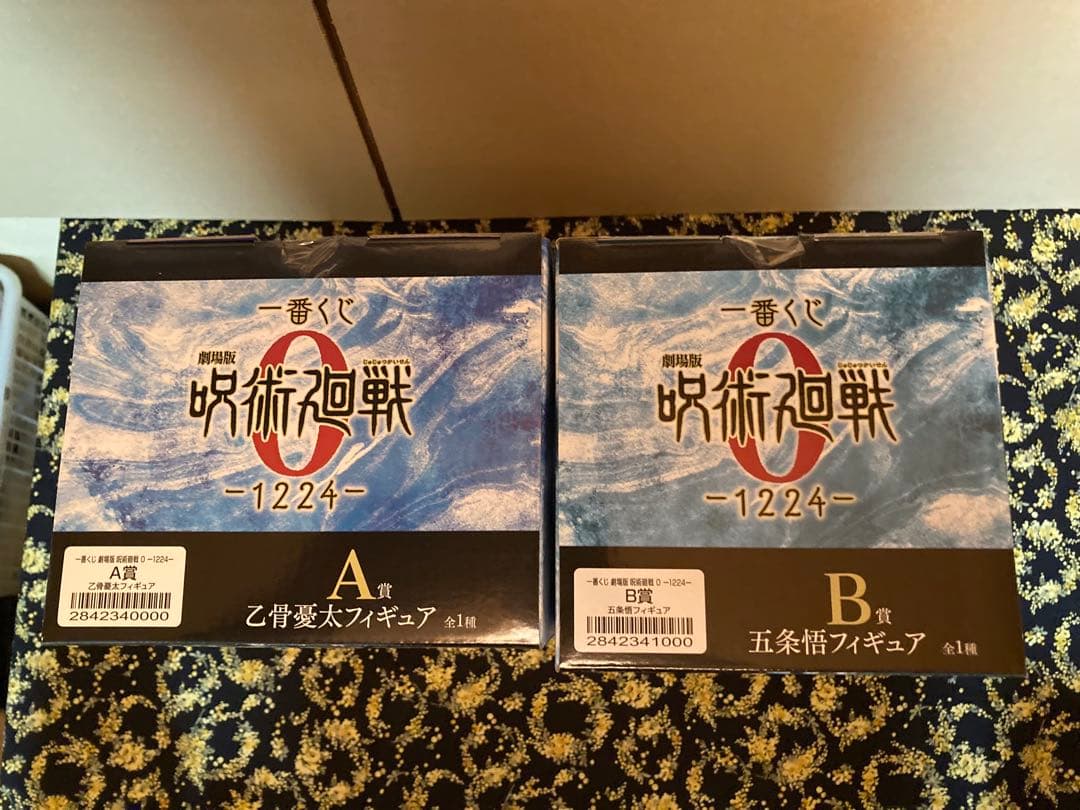 一番くじ
劇場版
じゅじゅつかいせん
呪術廻戦
0
-1224-
一番くじ 劇場版 呪術廻戦 0 -1224-
A賞
乙骨憂太フィギュア
2842340000
A賞
乙骨憂太フィギュア 全1種
一番くじ
劇場版
じゅじゅつかいせん
呪術廻戦
0
-1224-
一番くじ 劇場版 呪術廻戦 0 -1224-
B賞
五条悟フィギュア
2842341000
B賞
五条悟フィギュア 全1種